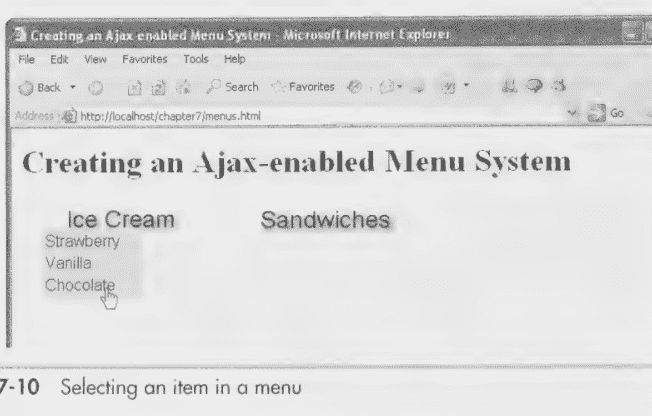 Creating an Ajax-enabled Menu System - Microsoft Internet Explorer
File Edit View Favorites Tools Help
Back Search Favorites
Address http://localhost/chapter7/menus.html Go
Creating an Ajax-enabled Menu System
Ice Cream Sandwiches
Strawberry
Vanilla
Chocolate
7-10 Selecting an item in a menu